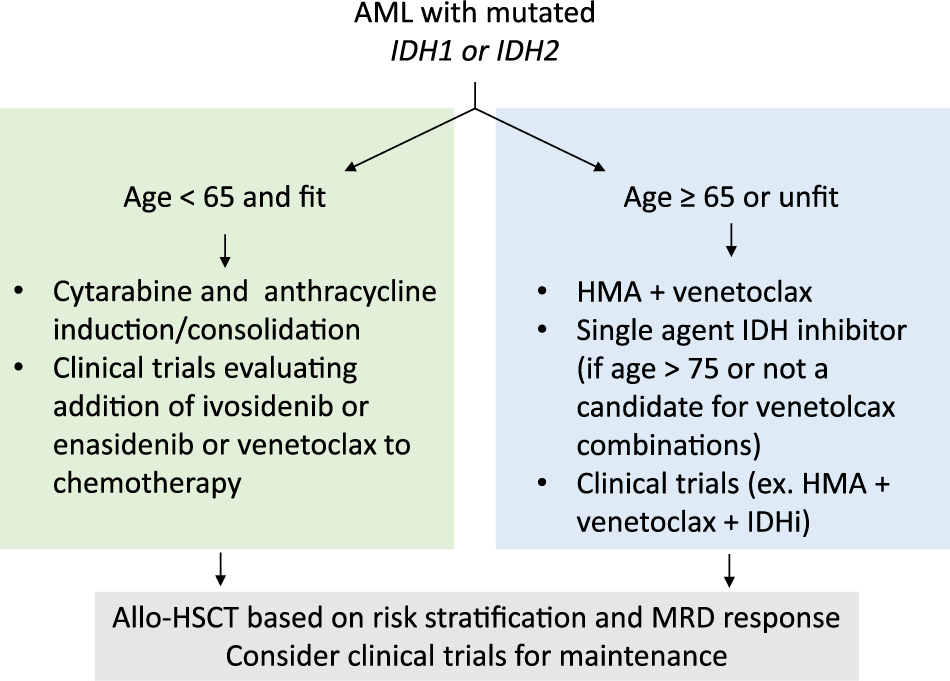 AML with mutated
IDH1 or IDH2
Age < 65 and fit
• Cytarabine and anthracycline
induction/consolidation
• Clinical trials evaluating
addition of ivosidenib or
enasidenib or venetoclax to
chemotherapy
Age ≥ 65 or unfit
• HMA + venetoclax
• Single agent IDH inhibitor
(if age > 75 or not a
candidate for venetolcax
combinations)
• Clinical trials (ex. HMA +
venetoclax + IDHi)
Allo-HSCT based on risk stratification and MRD response
Consider clinical trials for maintenance